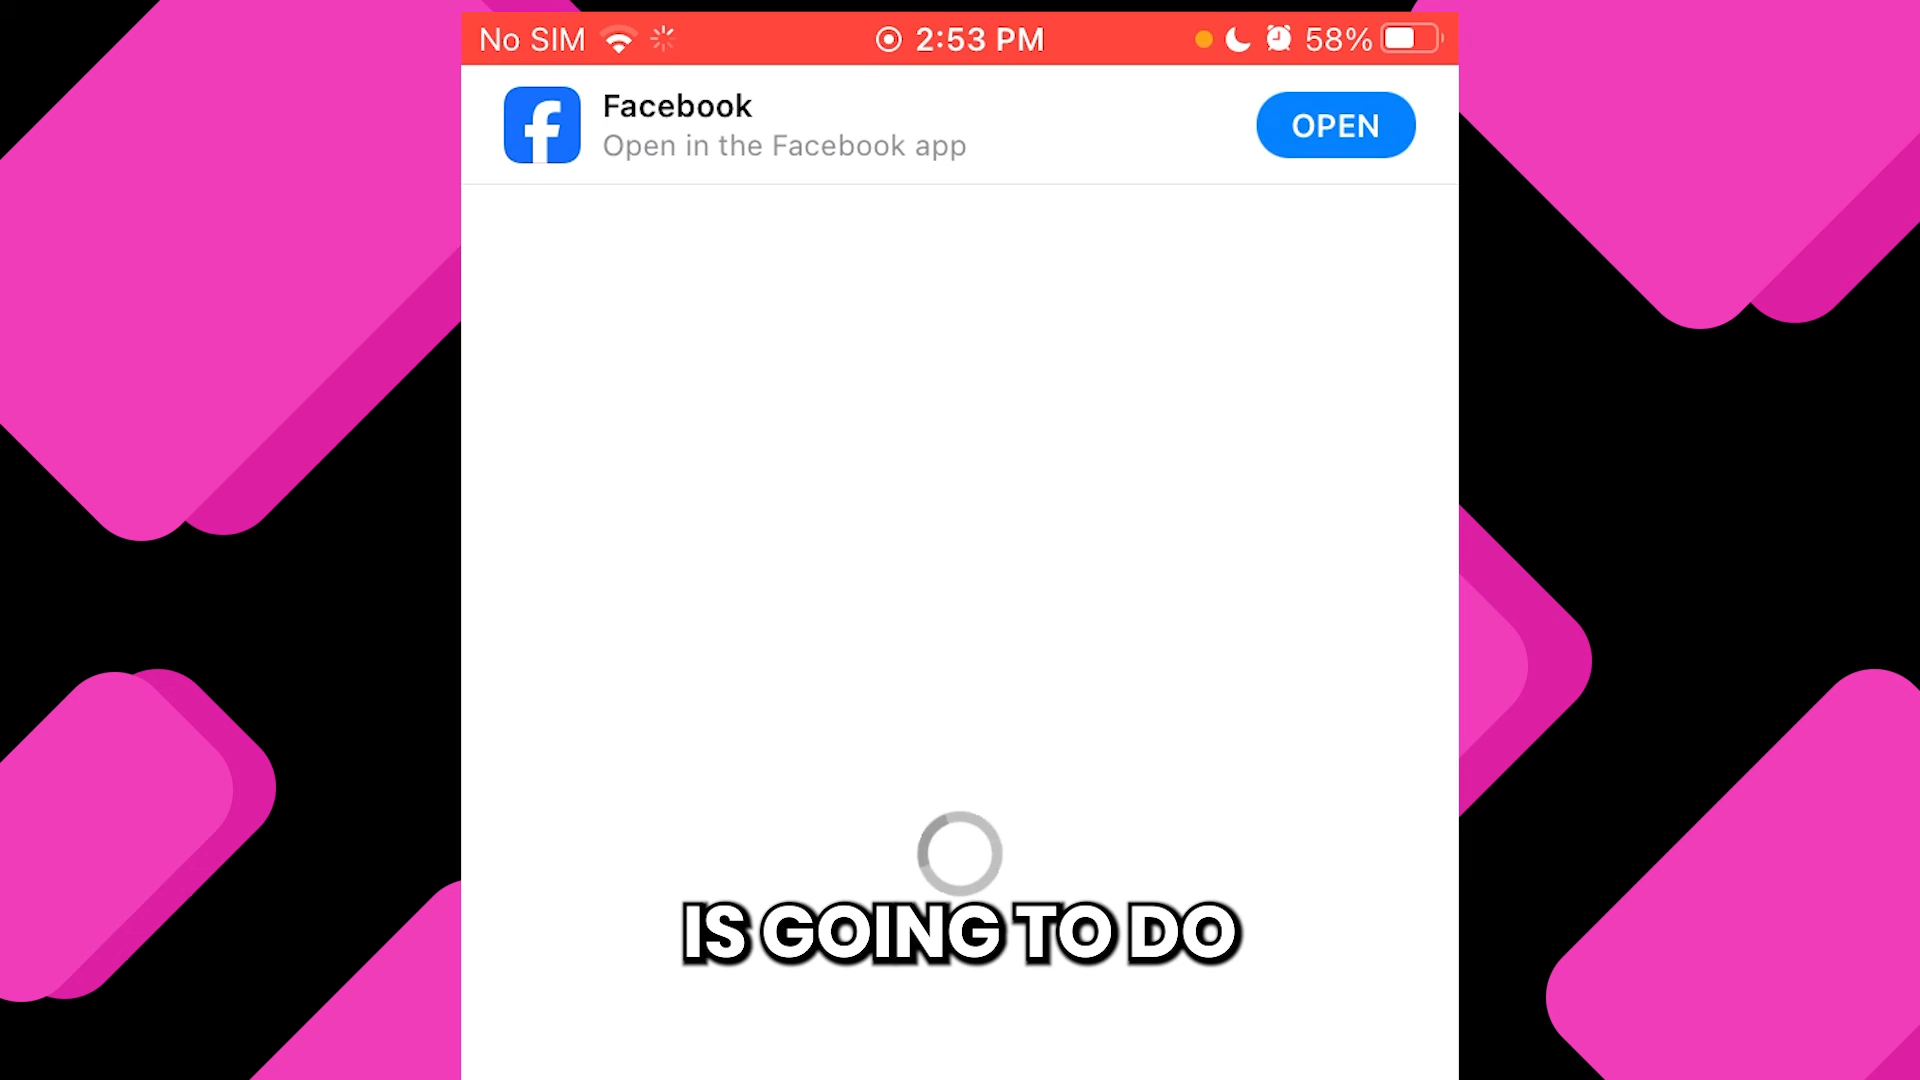 No SIM 2:53 PM 58%
Facebook
Open in the Facebook app
OPEN
IS GOING TO DO